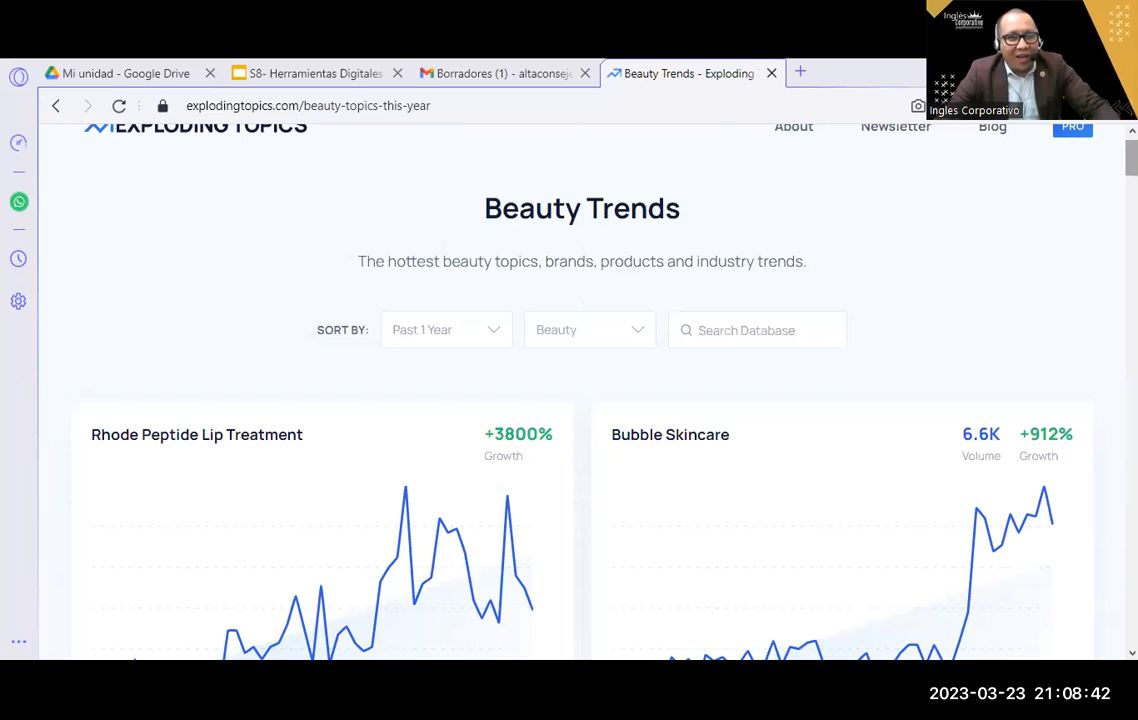 Mi unidad - Google Drive
S8- Herramientas Digitales
Borradores (1) - altaconseje
Beauty Trends - Exploding
explodingtopics.com/beauty-topics-this-year
Inglés
Corporativo
Ingles Corporativo
EXPLODING TOPICS
About
Newsletter
Blog
PRO
Beauty Trends
The hottest beauty topics, brands, products and industry trends.
SORT BY:
Past 1 Year
Beauty
Search Database
Rhode Peptide Lip Treatment
+3800%
Growth
Bubble Skincare
6.6K
Volume
+912%
Growth
2023-03-23 21:08:42